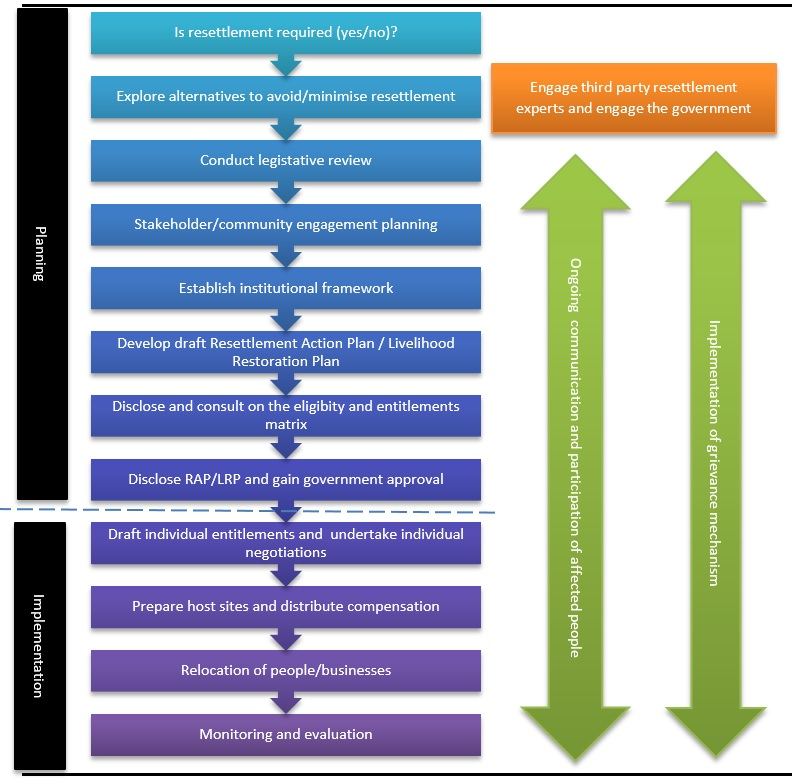 Is resettlement required (yes/no)?
Explore alternatives to avoid/minimise resettlement
Engage third party resettlement
experts and engage the government
Conduct legistative review
Stakeholder/community engagement planning
Establish institutional framework
Develop draft Resettlement Action Plan / Livelihood
Restoration Plan
Disclose and consult on the eligibity and entitlements
matrix
Disclose RAP/LRP and gain government approval
Planning
Draft individual entitlements and  undertake individual
negotiations
Prepare host sites and distribute compensation
Relocation of people/businesses
Monitoring and evaluation
Implementation
Ongoing  communication and participation of affected people
Implementation of grievance mechanism